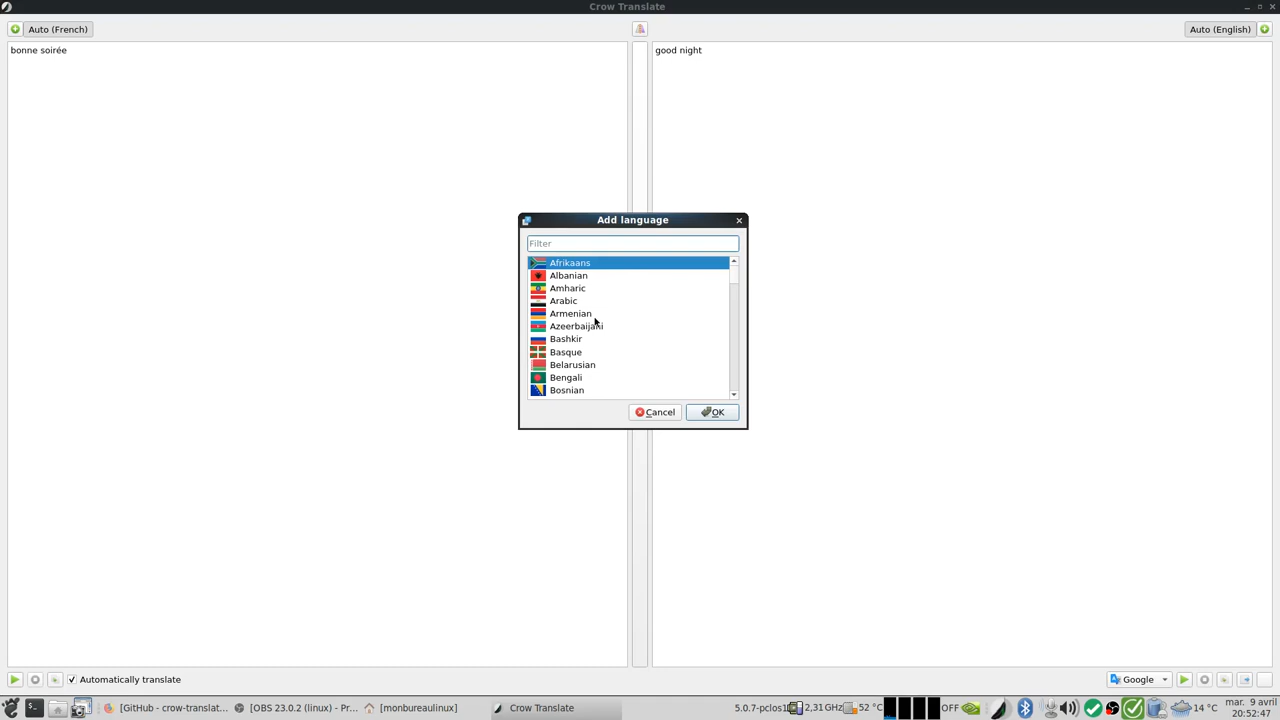 Crow Translate
Auto (French)
Auto (English)
bonne soirée
good night
Add language
Filter
Afrikaans
Albanian
Amharic
Arabic
Armenian
Azeerbaijani
Bashkir
Basque
Belarusian
Bengali
Bosnian
Cancel
OK
Automatically translate
Google
[GitHub - crow-translat...
[OBS 23.0.2 (linux) - Pr...
[monbureaulinux]
Crow Translate
5.0.7-pclos1
2,31GHz
52 °C
OFF
14 °C
mar. 9 avril
20:52:47